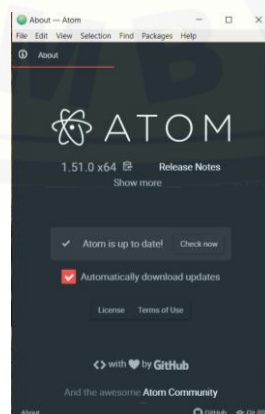 About — Atom
File Edit View Selection Find Packages Help
About
ATOM
1.51.0 x64 Release Notes
Show more
Atom is up to date! Check now
Automatically download updates
License Terms of Use
<> with ♥ by GitHub
And the awesome Atom Community
About GitHub Git (0)